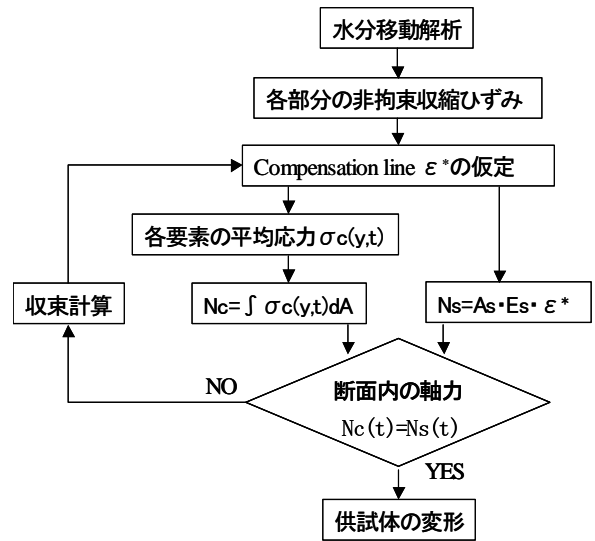 水分移動解析
各部分の非拘束収縮ひずみ
Compensation line ε*の仮定
各要素の平均応力σc(y,t)
収束計算
Nc=∫σc(y,t)dA
Ns=As・Es・ε*
NO
断面内の軸力
Nc(t)=Ns(t)
YES
供試体の変形